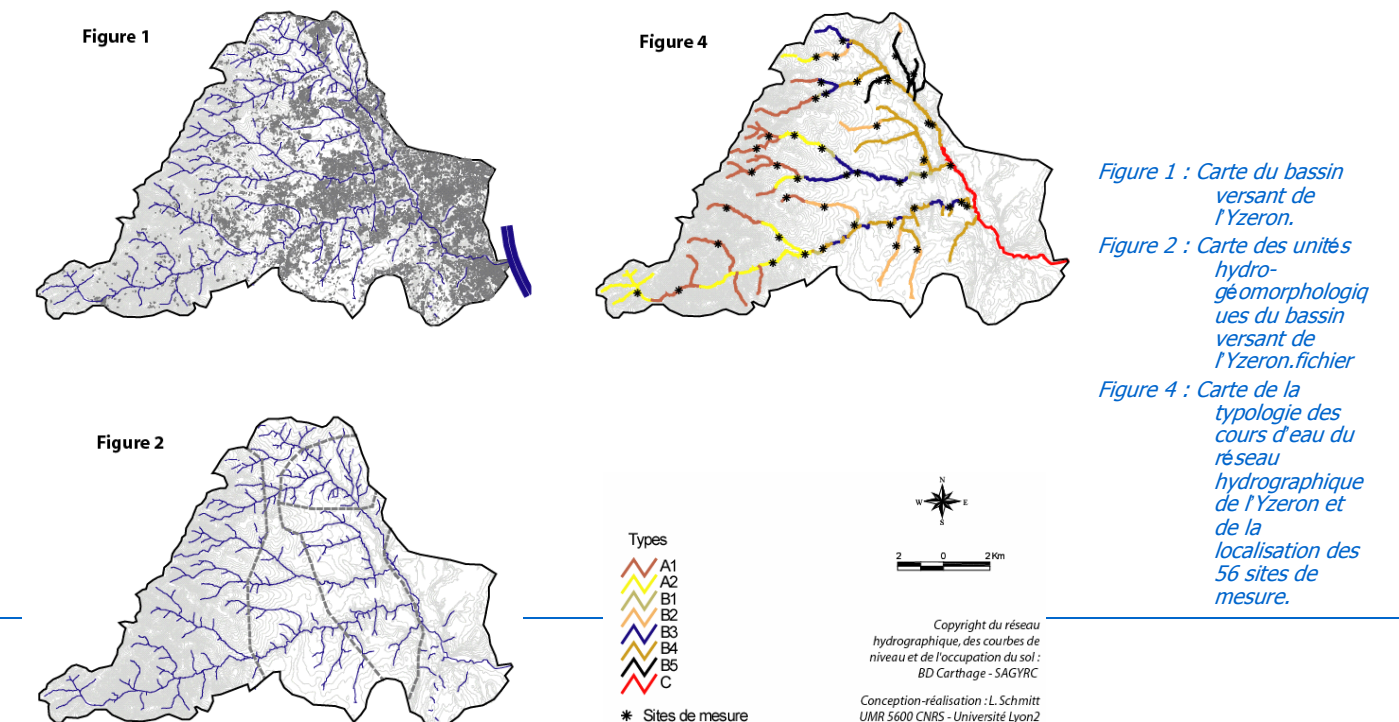 Figure 1
Figure 4
Figure 1 : Carte du bassin
versant de
l'Yzeron.
Figure 2 : Carte des unités
hydro-
géomorphologiq
ues du bassin
versant de
l'Yzeron.fichier
Figure 4 : Carte de la
typologie des
cours d'eau du
réseau
hydrographique
de l'Yzeron et
de la
localisation des
56 sites de
mesure.
Figure 2
Types
A1
A2
B1
B2
B3
B4
B5
C
Sites de mesure
N
W E
S
2 0 2 Km
Copyright du réseau
hydrographique, des courbes de
niveau et de l'occupation du sol :
BD Carthage - SAGYRC
Conception-réalisation : L. Schmitt
UMR 5600 CNRS - Université Lyon2